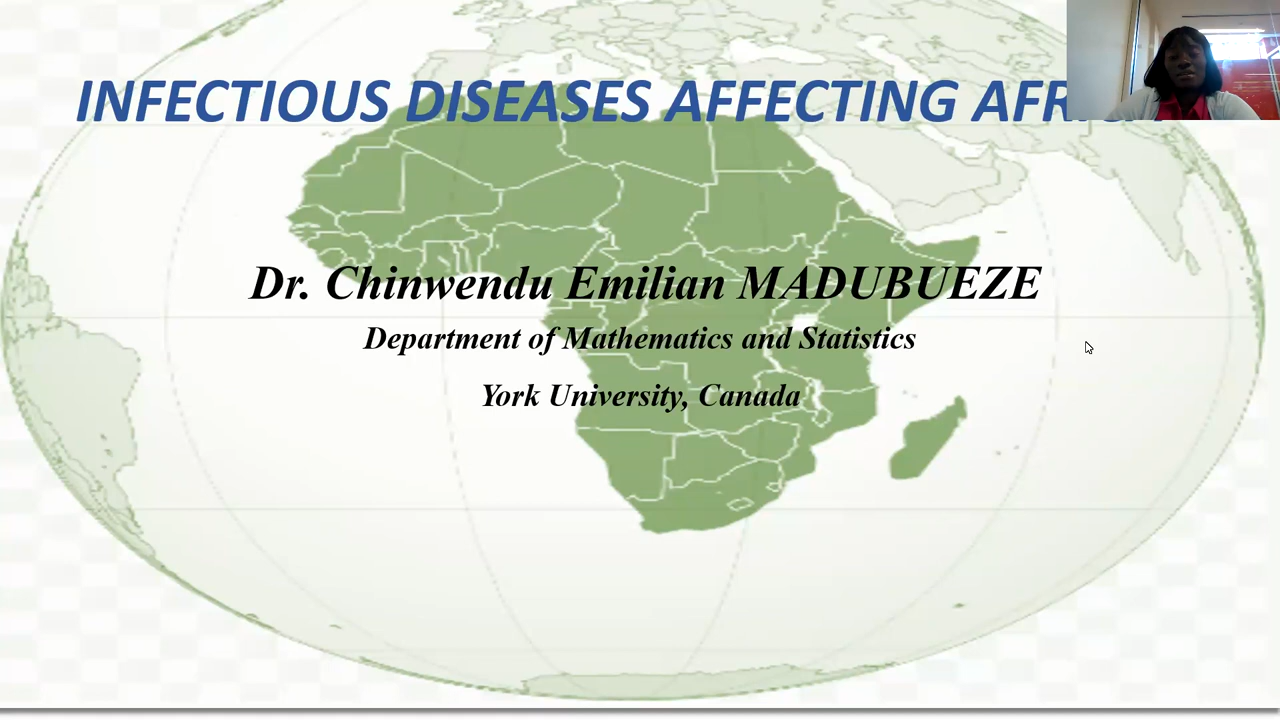 INFECTIOUS DISEASES AFFECTING
Dr. Chinwendu Emilian MADUBUEZE
Department of Mathematics and Statistics
York University, Canada